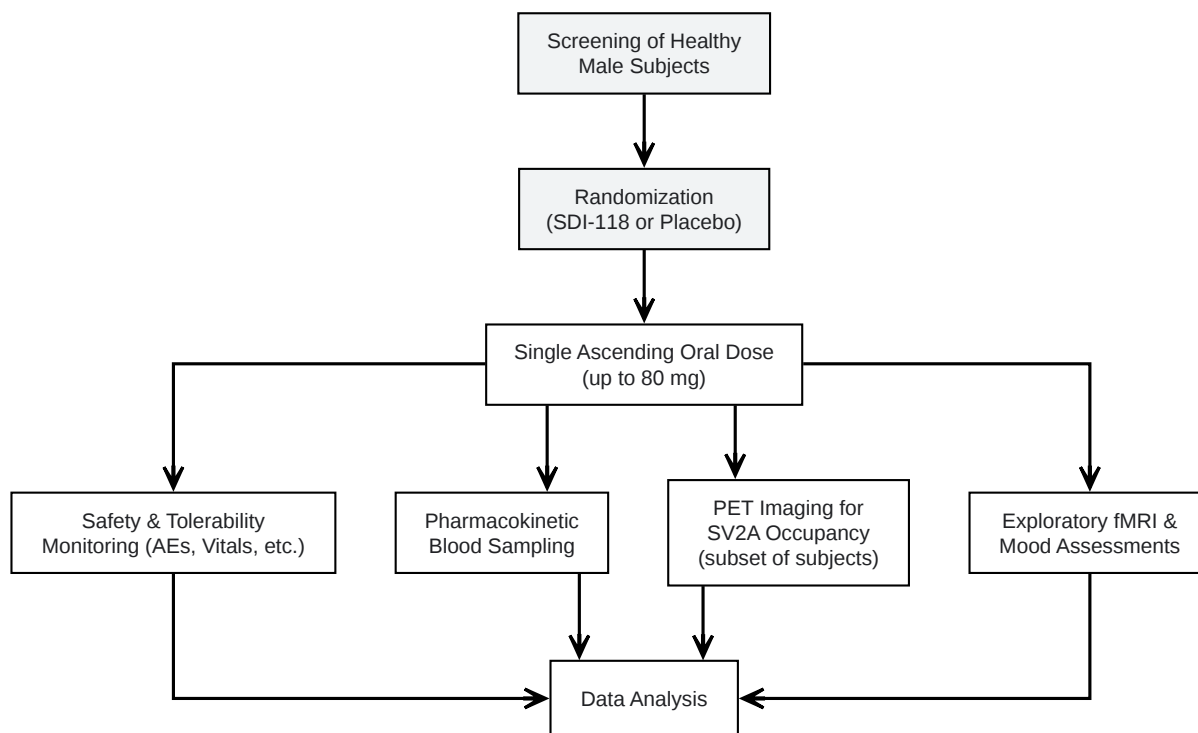 Screening of Healthy
Male Subjects
Randomization
(SDI-118 or Placebo)
Single Ascending Oral Dose
(up to 80 mg)
Safety & Tolerability
Monitoring (AEs, Vitals, etc.)
Pharmacokinetic
Blood Sampling
PET Imaging for
SV2A Occupancy
(subset of subjects)
Exploratory fMRI &
Mood Assessments
Data Analysis